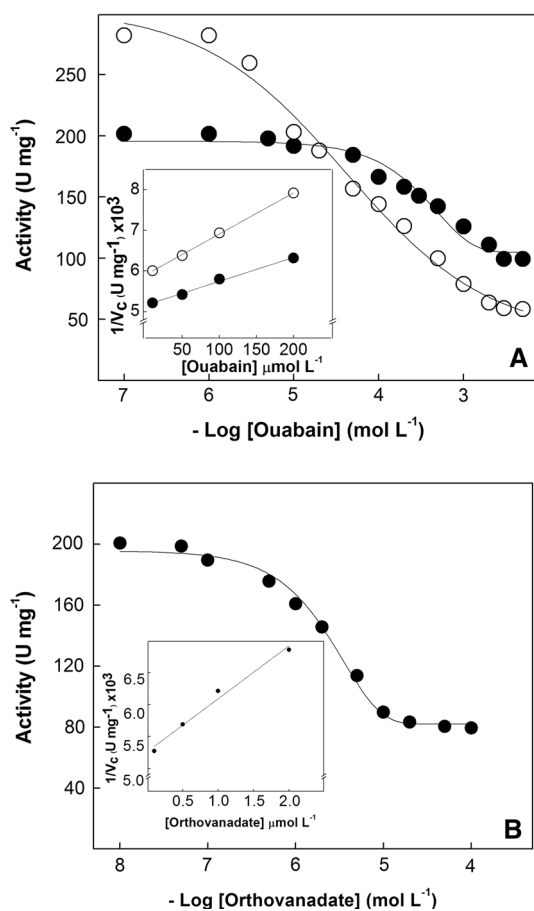 250
200
150
100
50
Activity (U mg-1)
8
7
6
5
1/VC (U mg-1) x103
50 100 150 200
[Ouabain] μmol L-1
A
7 6 5 4 3
- Log [Ouabain] (mol L-1)
200
160
120
80
40
Activity (U mg-1)
6.5
6.0
5.5
5.0
1/VC (U mg-1) x103
0.5 1.0 1.5 2.0
[Orthovanadate] μmol L-1
B
8 7 6 5 4
- Log [Orthovanadate] (mol L-1)